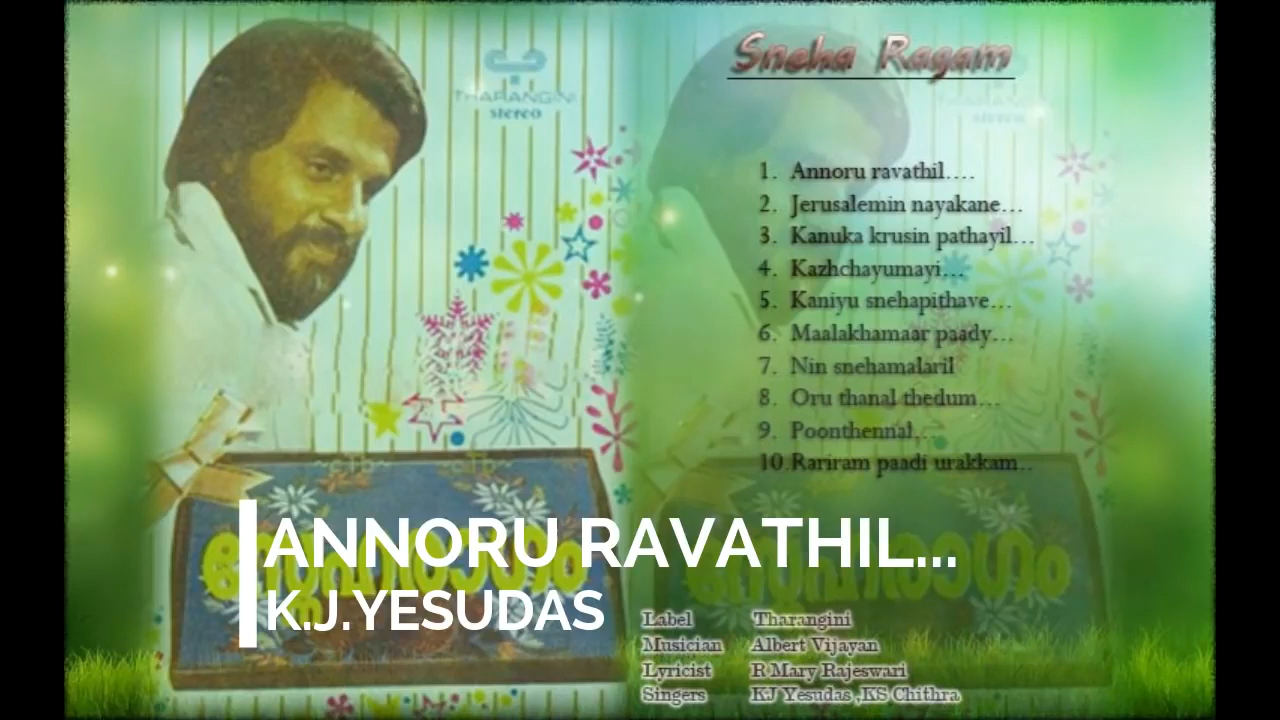 THARANGINI
stereo
Sneha Ragam
1. Annoru ravathil....
2. Jerusalemin nayakane...
3. Kanuka krusin pathayil...
4. Kazhchayumayi...
5. Kaniyu snehapithave...
6. Maalakhamaar paady...
7. Nin snehamalaril
8. Oru thanal thedum...
9. Poonthennal...
10.Rariram paadi urakkam..
സ്നേഹരാഗം
ANNORU RAVATHIL...
K.J.YESUDAS
Label Tharangini
Musician Albert Vijayan
Lyricist R Mary Rajeswari
Singers KJ Yesudas ,KS Chithra